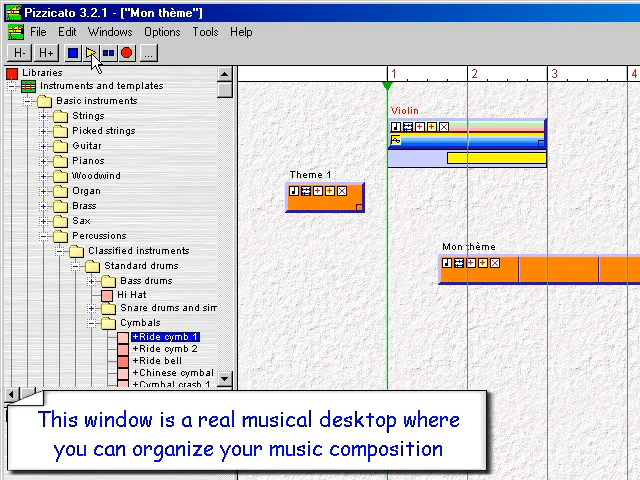 Pizzicato 3.2.1 - ["Mon thème"]
File Edit Windows Options Tools Help
H- H+ ...
Libraries
Instruments and templates
Basic instruments
Strings
Picked strings
Guitar
Pianos
Woodwind
Organ
Brass
Sax
Percussions
Classified instruments
Standard drums
Bass drums
Hi Hat
Snare drums and sim
Cymbals
+Ride cymb 1
+Ride cymb 2
+Ride bell
+Chinese cymbal
+Cymbal crash 1
1 2 3 4
Violin
Theme 1
Mon thème
This window is a real musical desktop where
you can organize your music composition